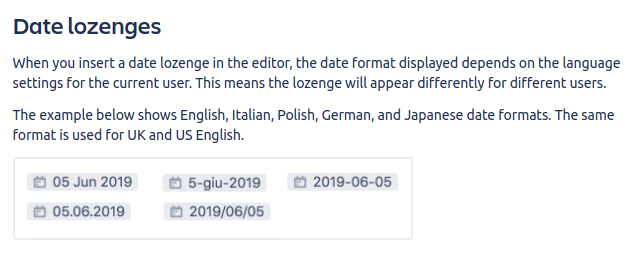 Date lozenges
When you insert a date lozenge in the editor, the date format displayed depends on the language
settings for the current user. This means the lozenge will appear differently for different users.
The example below shows English, Italian, Polish, German, and Japanese date formats. The same
format is used for UK and US English.
05 Jun 2019 5-giu-2019 2019-06-05
05.06.2019 2019/06/05